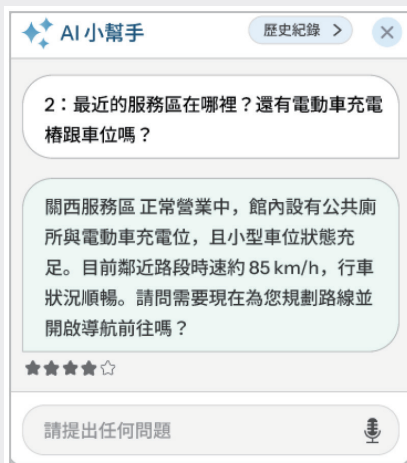 AI 小幫手
歷史紀錄 >
2：最近的服務區在哪裡？還有電動車充電
樁跟車位嗎？
關西服務區 正常營業中，館內設有公共廁
所與電動車充電位，且小型車位狀態充
足。目前鄰近路段時速約 85 km/h，行車
狀況順暢。請問需要現在為您規劃路線並
開啟導航前往嗎？
請提出任何問題